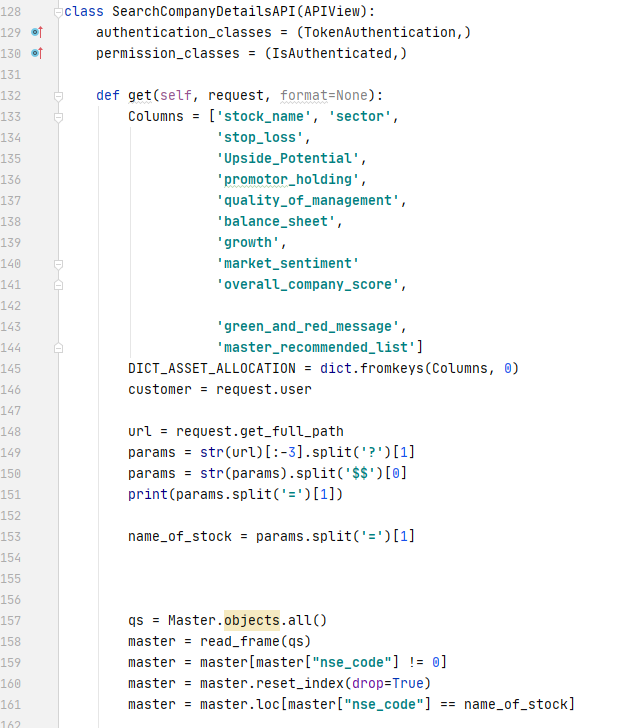 128 class SearchCompanyDetailsAPI(APIView):
129     authentication_classes = (TokenAuthentication,)
130     permission_classes = (IsAuthenticated,)
131
132     def get(self, request, format=None):
133         Columns = ['stock_name', 'sector',
134                    'stop_loss',
135                    'Upside_Potential',
136                    'promotor_holding',
137                    'quality_of_management',
138                    'balance_sheet',
139                    'growth',
140                    'market_sentiment'
141                    'overall_company_score',
142
143                    'green_and_red_message',
144                    'master_recommended_list']
145         DICT_ASSET_ALLOCATION = dict.fromkeys(Columns, 0)
146         customer = request.user
147
148         url = request.get_full_path
149         params = str(url)[:-3].split('?')[1]
150         params = str(params).split('$$')[0]
151         print(params.split('=')[1])
152
153         name_of_stock = params.split('=')[1]
154
155
156
157         qs = Master.objects.all()
158         master = read_frame(qs)
159         master = master[master["nse_code"] != 0]
160         master = master.reset_index(drop=True)
161         master = master.loc[master["nse_code"] == name_of_stock]
162